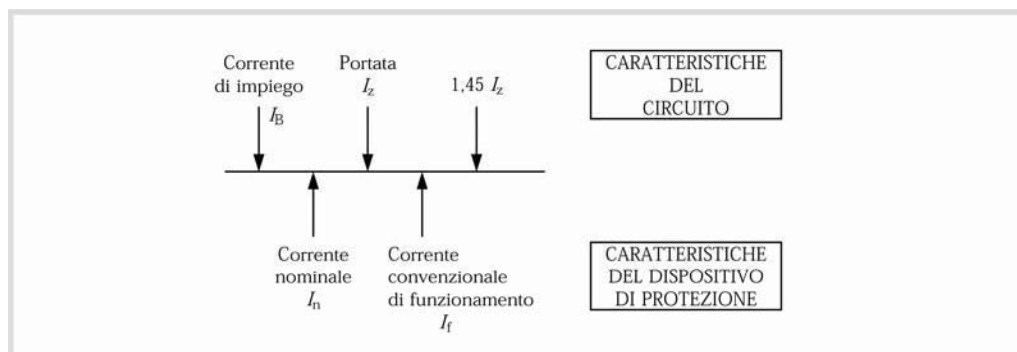 Corrente
di impiego
I_B
Portata
I_z
1,45 I_z
CARATTERISTICHE
DEL
CIRCUITO
Corrente
nominale
I_n
Corrente
convenzionale
di funzionamento
I_f
CARATTERISTICHE
DEL DISPOSITIVO
DI PROTEZIONE